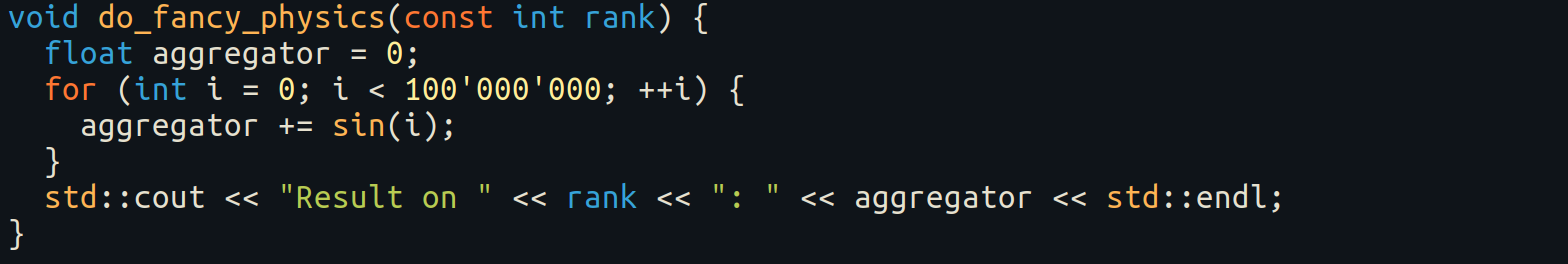 void do_fancy_physics(const int rank) {
  float aggregator = 0;
  for (int i = 0; i < 100'000'000; ++i) {
    aggregator += sin(i);
  }
  std::cout << "Result on " << rank << ": " << aggregator << std::endl;
}